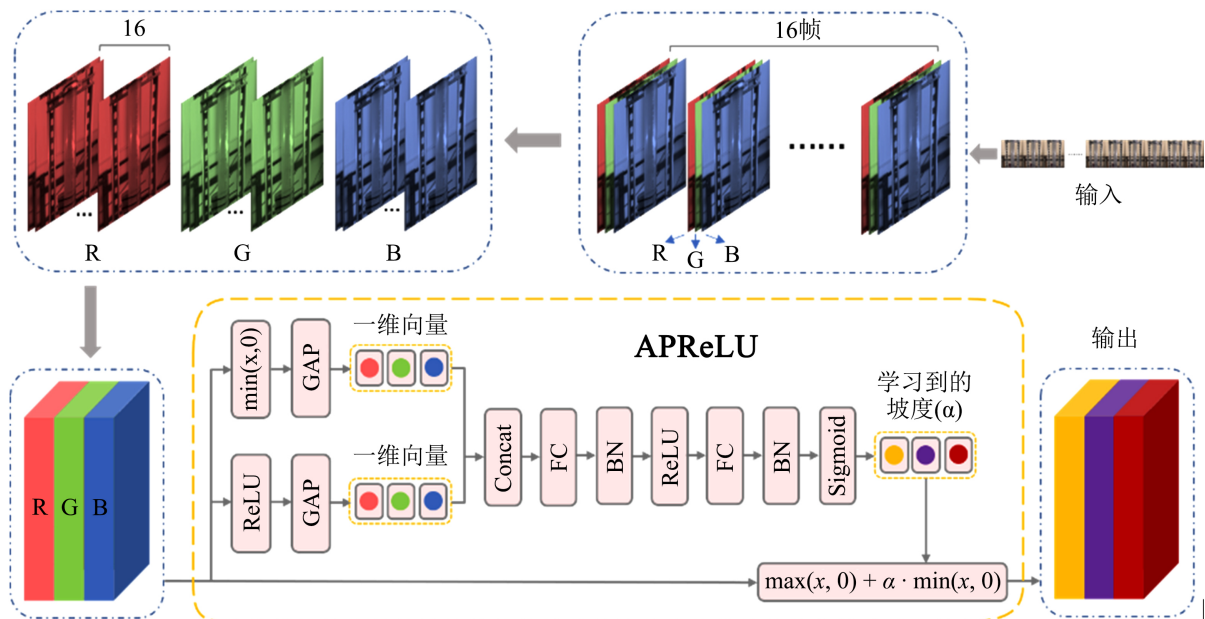 16
16帧
R
G
B
R
G
B
输入
APReLU
一维向量
min(x,0)
GAP
一维向量
ReLU
GAP
Concat
FC
BN
ReLU
FC
BN
Sigmoid
学习到的
坡度(α)
max(x, 0) + α · min(x, 0)
R G B
输出